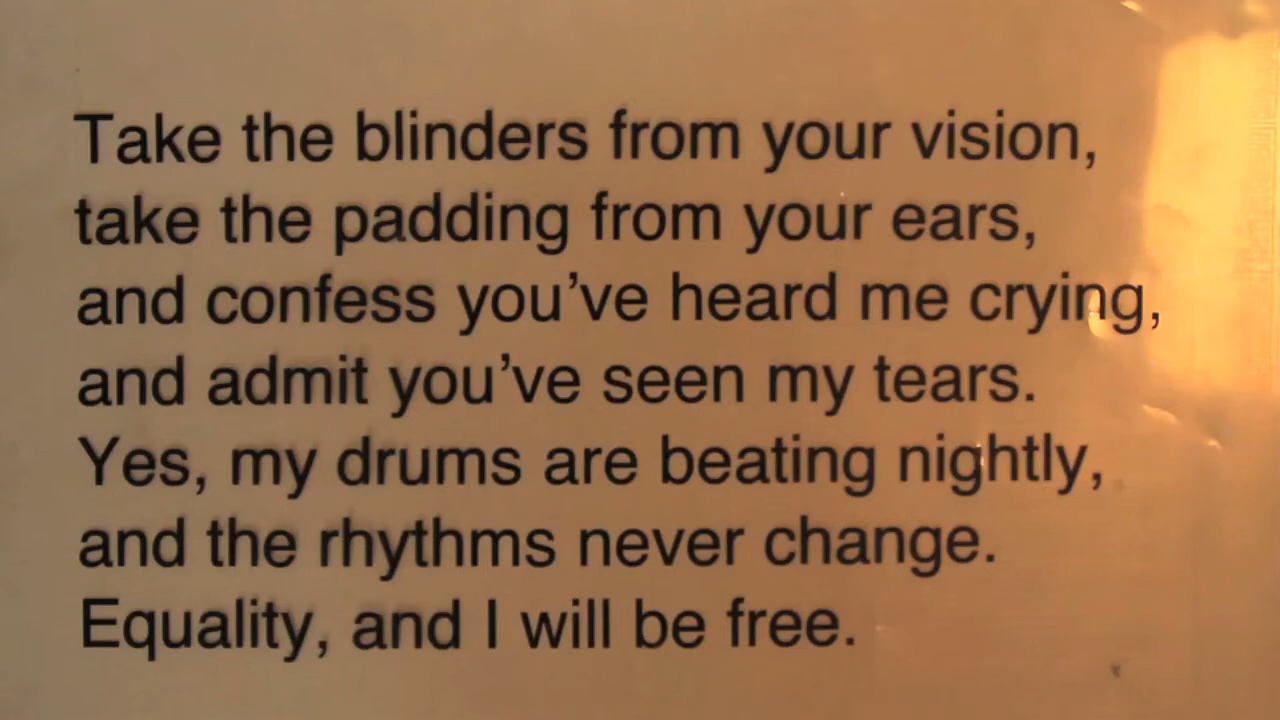 Take the blinders from your vision,
take the padding from your ears,
and confess you've heard me crying,
and admit you've seen my tears.
Yes, my drums are beating nightly,
and the rhythms never change.
Equality, and I will be free.